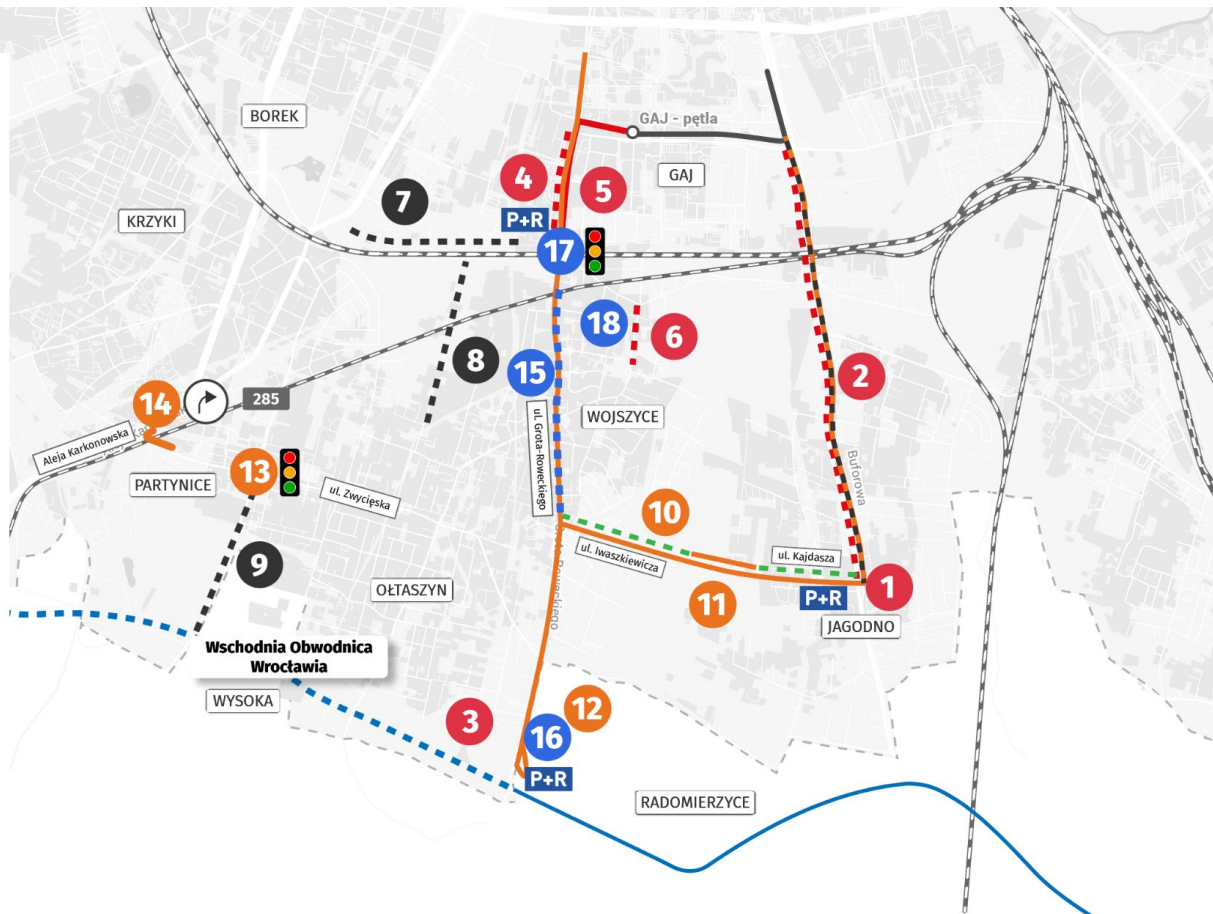 BOREK
GAJ - pętla
GAJ
4
5
7
KRZYKI
P+R
17
18
6
8
15
2
14
285
WOJSZYCE
ul. Grota-Roweckiego
Aleja Karkonowska
13
PARTYNICE
ul. Zwycięska
Buforowa
10
9
ul. Iwaszkiewicza
ul. Kajdasza
OŁTASZYN
11
P+R
1
JAGODNO
Wschodnia Obwodnica
Wrocławia
WYSOKA
3
12
16
P+R
RADOMIERZYCE